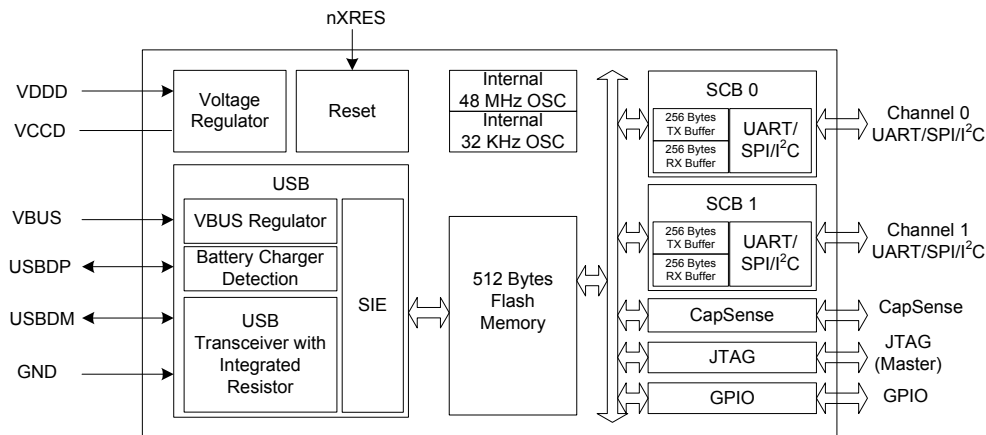 nXRES
VDDD
VCCD
VBUS
USBDP
USBDM
GND
Voltage
Regulator
Reset
Internal
48 MHz OSC
Internal
32 KHz OSC
USB
VBUS Regulator
Battery Charger
Detection
USB
Transceiver with
Integrated
Resistor
SIE
512 Bytes
Flash
Memory
SCB 0
256 Bytes
TX Buffer
256 Bytes
RX Buffer
UART/
SPI/I²C
Channel 0
UART/SPI/I²C
SCB 1
256 Bytes
TX Buffer
256 Bytes
RX Buffer
UART/
SPI/I²C
Channel 1
UART/SPI/I²C
CapSense
CapSense
JTAG
JTAG
(Master)
GPIO
GPIO